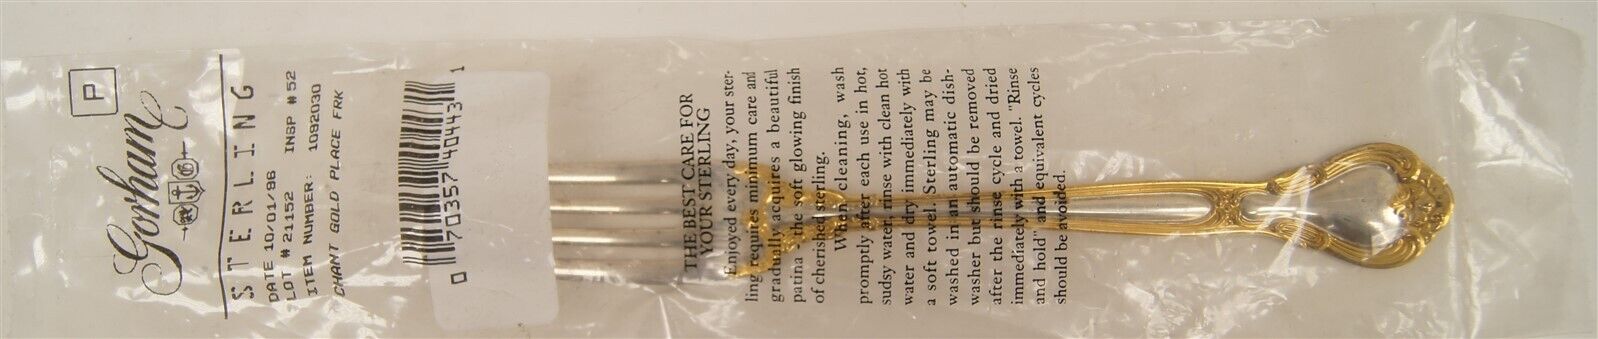 P
Gorham
STERLING
DATE 10/01/96
LOT # 21152 INSP # 52
ITEM NUMBER: 1092030
CHANT GOLD PLACE FRK
0 70357 40443 1
THE BEST CARE FOR
YOUR STERLING
Enjoyed every day, your ster-
ling requires minimum care and
gradually acquires a beautiful
patina - the soft glowing finish
of cherished sterling.
When cleaning, wash
promptly after each use in hot,
sudsy water, rinse with clean hot
water and dry immediately with
a soft towel. Sterling may be
washed in an automatic dish-
washer but should be removed
after the rinse cycle and dried
immediately with a towel. "Rinse
and hold" and equivalent cycles
should be avoided.